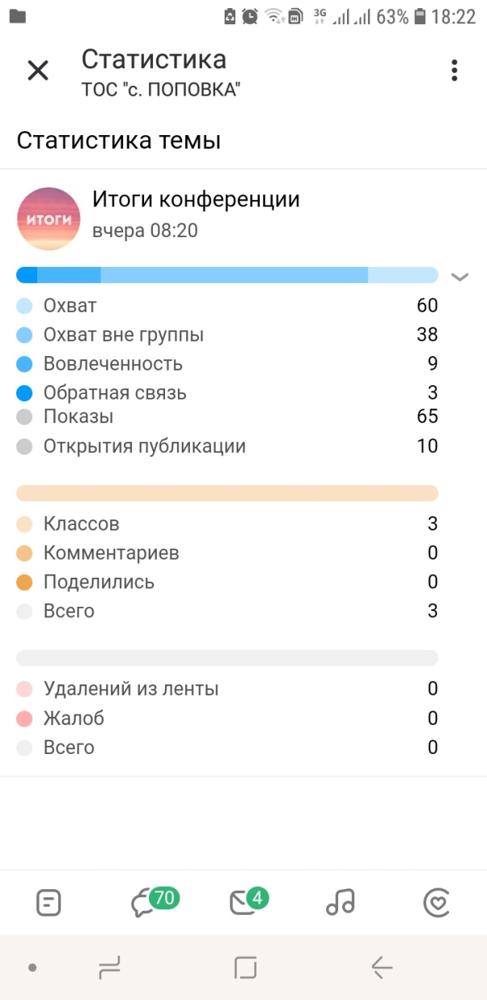 3G 63% 18:22
Статистика
ТОС "с. ПОПОВКА"
Статистика темы
ИТОГИ
Итоги конференции
вчера 08:20
Охват 60
Охват вне группы 38
Вовлеченность 9
Обратная связь 3
Показы 65
Открытия публикации 10
Классов 3
Комментариев 0
Поделились 0
Всего 3
Удалений из ленты 0
Жалоб 0
Всего 0
70 4